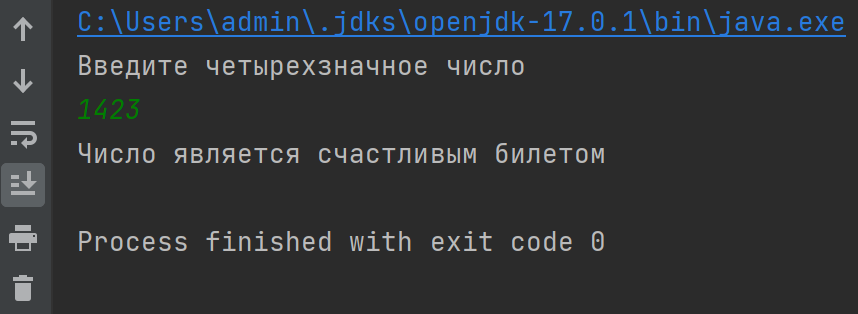 C:\Users\admin\.jdks\openjdk-17.0.1\bin\java.exe
Введите четырехзначное число
1423
Число является счастливым билетом
Process finished with exit code 0